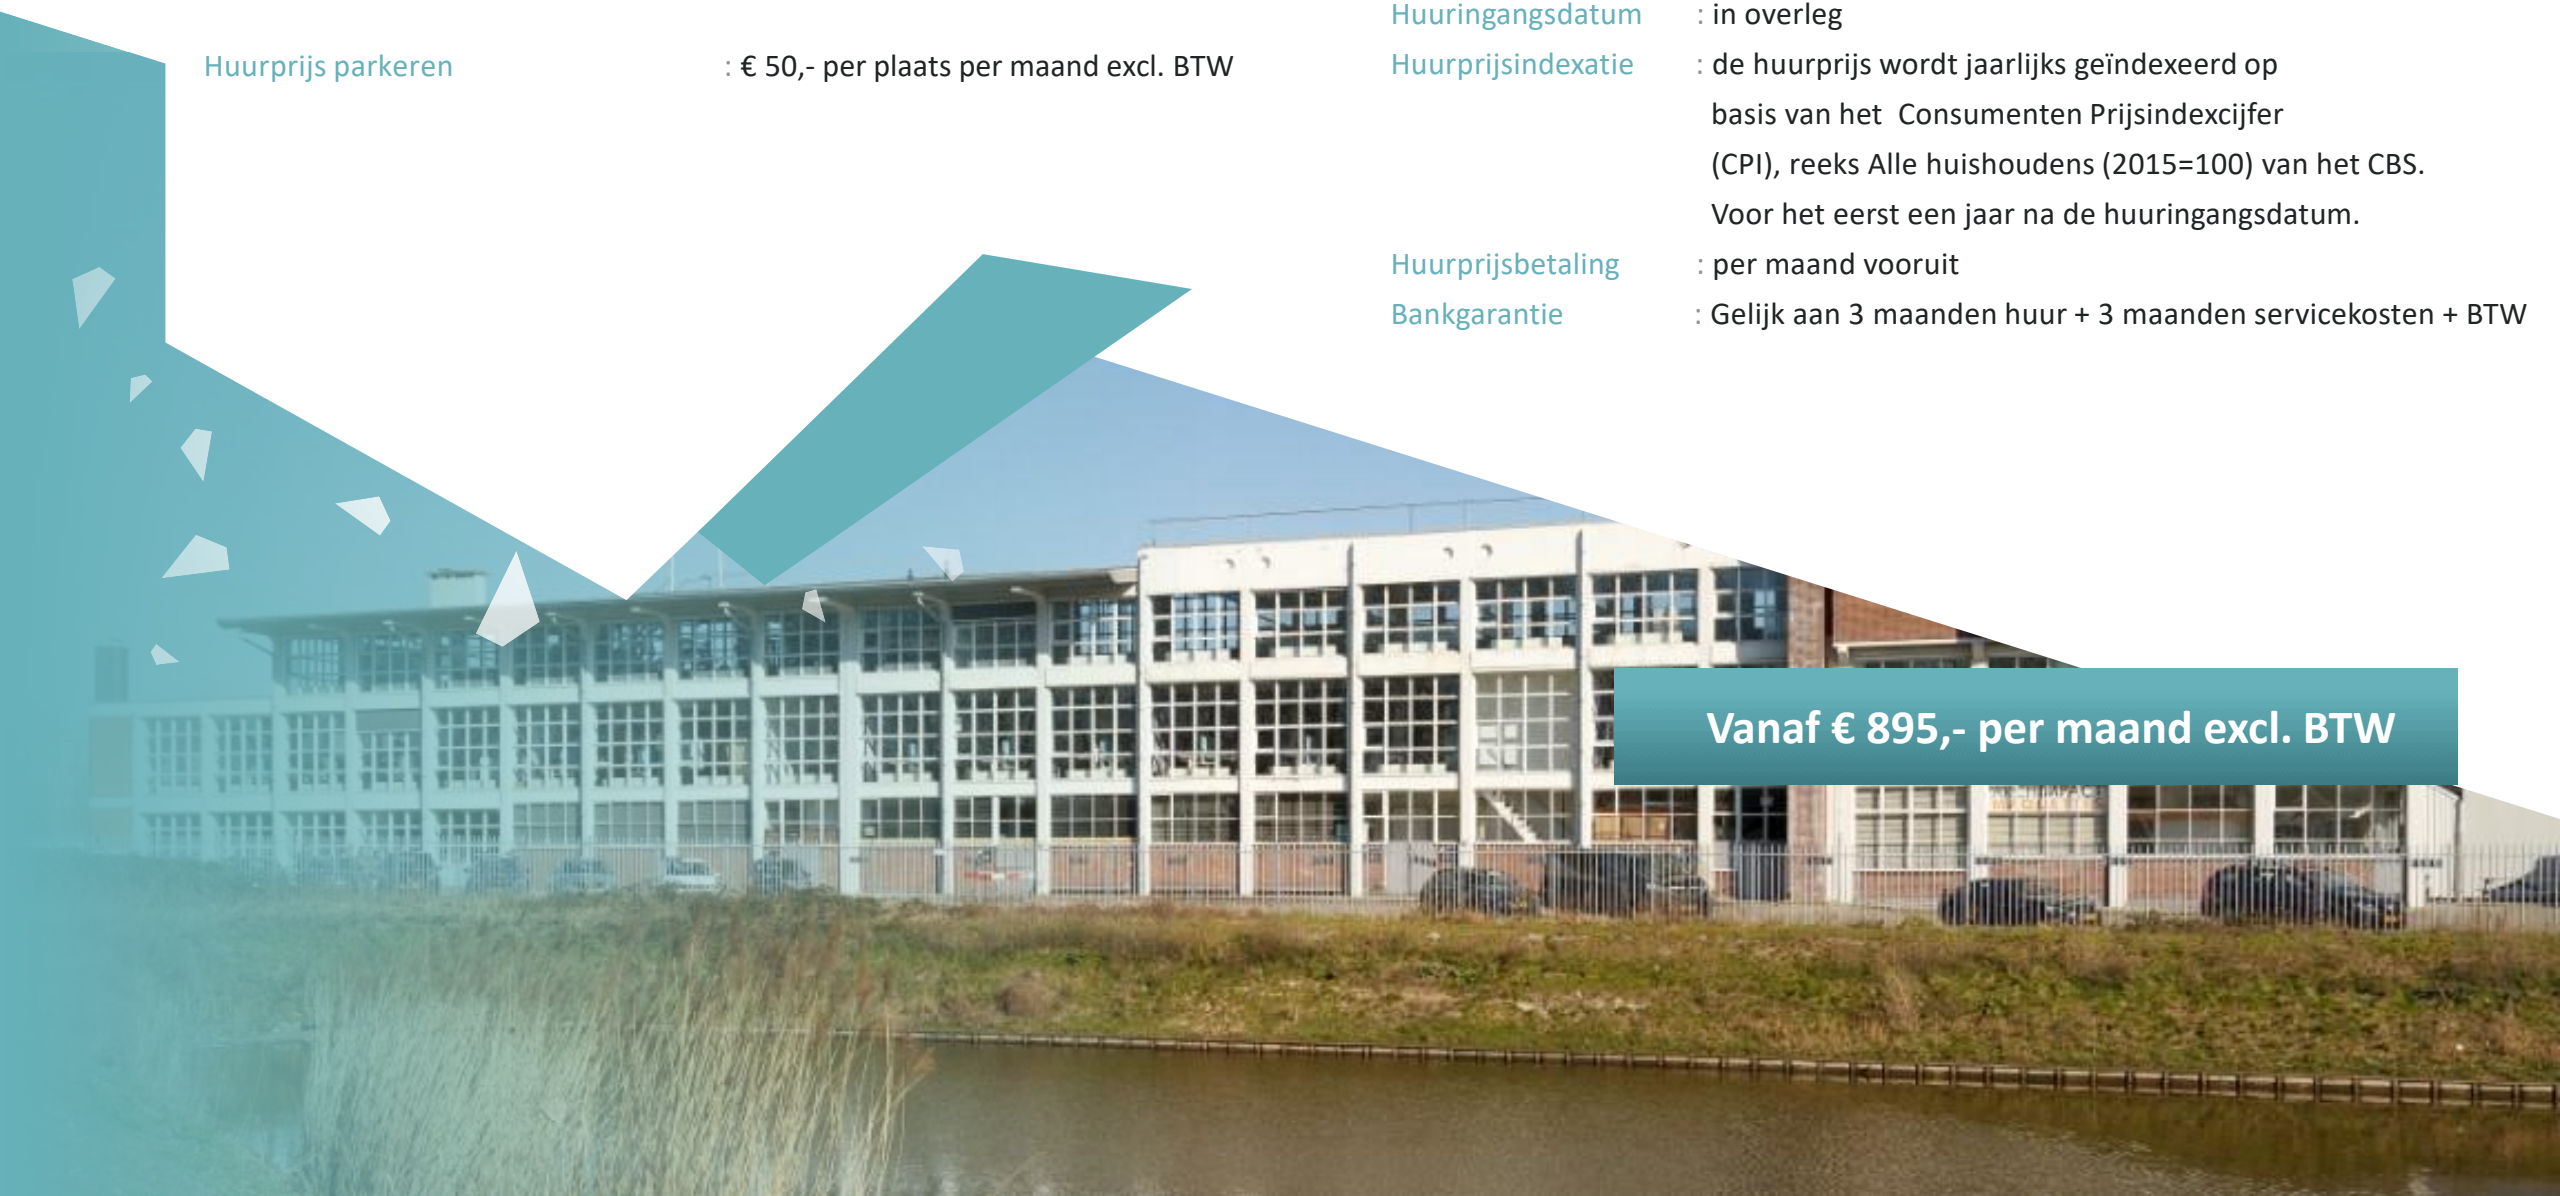 Huurprijs parkeren : € 50,- per plaats per maand excl. BTW
Huuringangsdatum : in overleg
Huurprijsindexatie : de huurprijs wordt jaarlijks geïndexeerd op
basis van het Consumenten Prijsindexcijfer
(CPI), reeks Alle huishoudens (2015=100) van het CBS.
Voor het eerst een jaar na de huuringangsdatum.
Huurprijsbetaling : per maand vooruit
Bankgarantie : Gelijk aan 3 maanden huur + 3 maanden servicekosten + BTW
Vanaf € 895,- per maand excl. BTW